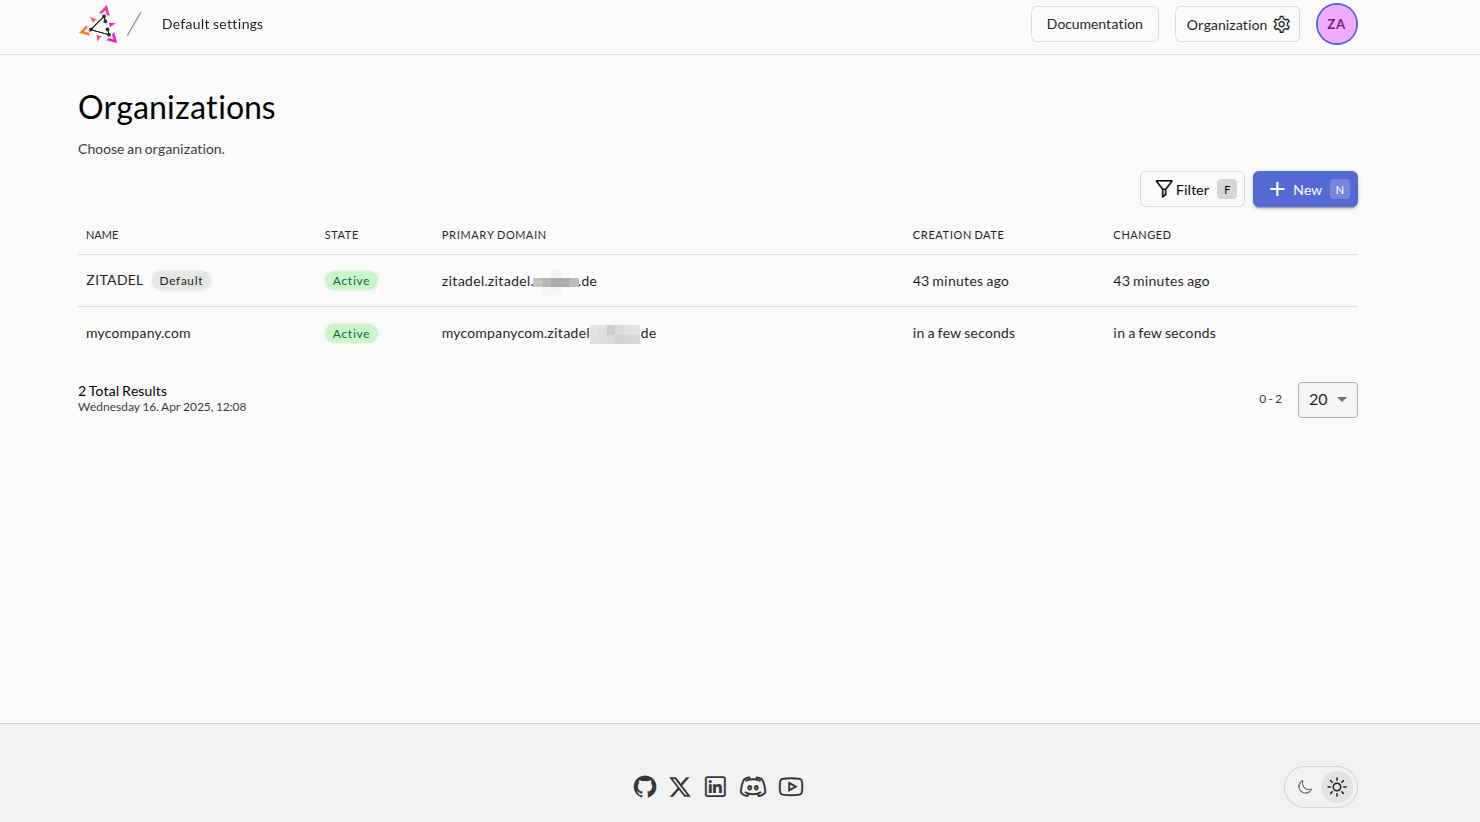 Default settings
Documentation
Organization
ZA
Organizations
Choose an organization.
Filter F
New N
NAME STATE PRIMARY DOMAIN CREATION DATE CHANGED
ZITADEL Default Active zitadel.zitadel. .de 43 minutes ago 43 minutes ago
mycompany.com Active mycompanycom.zitadel de in a few seconds in a few seconds
2 Total Results
Wednesday 16. Apr 2025, 12:08
0 - 2 20